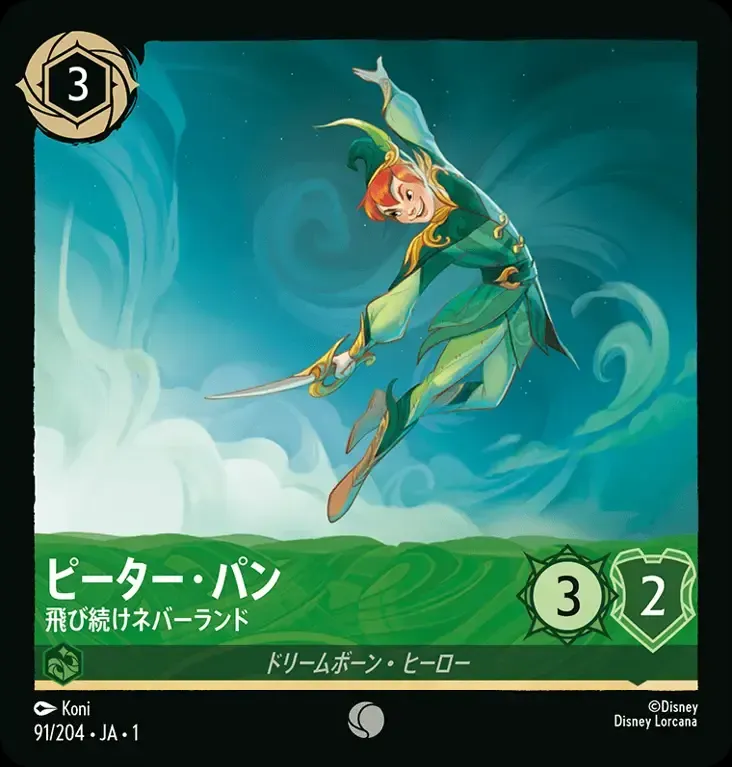 3
ピーター・パン
飛び続けネバーランド
3
2
ドリームボーン・ヒーロー
Koni
91/204・JA・1
©Disney
Disney Lorcana